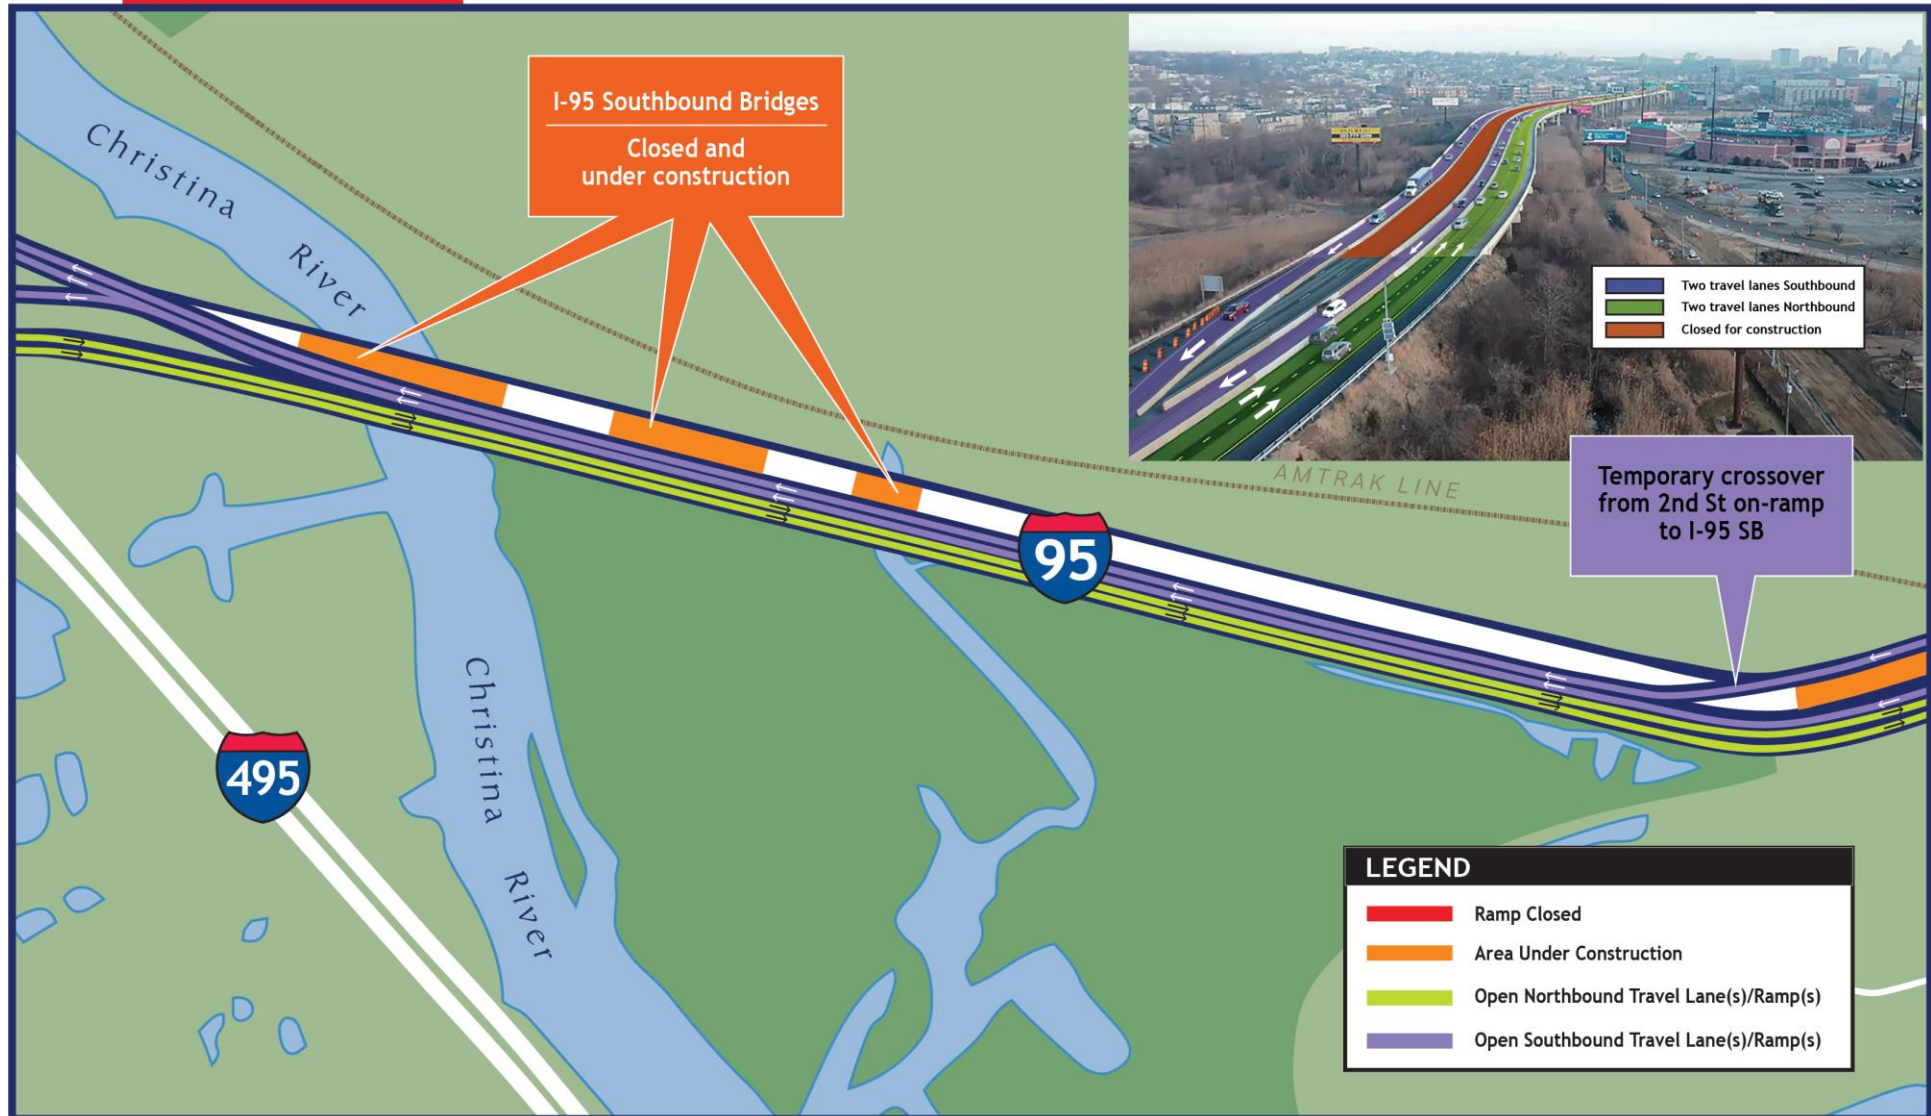 I-95 Southbound Bridges
Closed and
under construction
Two travel lanes Southbound
Two travel lanes Northbound
Closed for construction
Christina
River
AMTRAK LINE
Temporary crossover
from 2nd St on-ramp
to I-95 SB
95
Christina
River
495
LEGEND
Ramp Closed
Area Under Construction
Open Northbound Travel Lane(s)/Ramp(s)
Open Southbound Travel Lane(s)/Ramp(s)